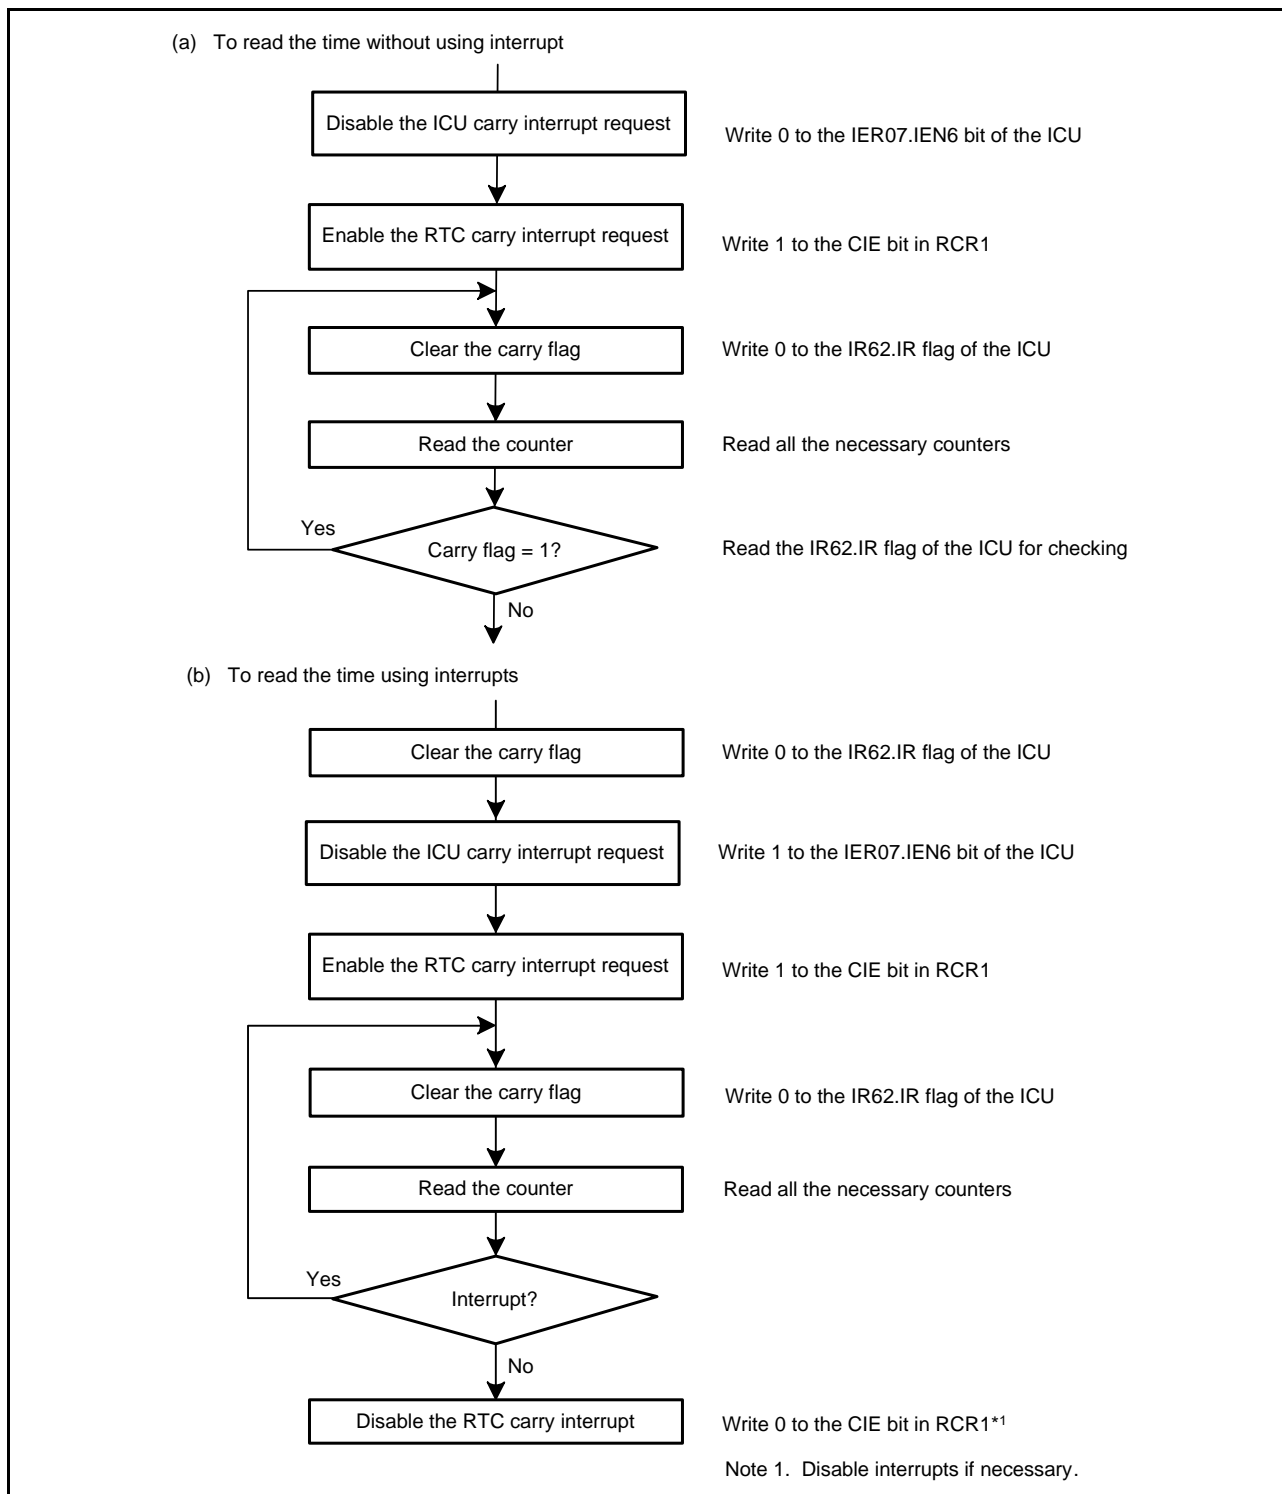 (a) To read the time without using interrupt
Disable the ICU carry interrupt request
Write 0 to the IER07.IEN6 bit of the ICU
Enable the RTC carry interrupt request
Write 1 to the CIE bit in RCR1
Clear the carry flag
Write 0 to the IR62.IR flag of the ICU
Read the counter
Read all the necessary counters
Yes
Carry flag = 1?
Read the IR62.IR flag of the ICU for checking
No
(b) To read the time using interrupts
Clear the carry flag
Write 0 to the IR62.IR flag of the ICU
Disable the ICU carry interrupt request
Write 1 to the IER07.IEN6 bit of the ICU
Enable the RTC carry interrupt request
Write 1 to the CIE bit in RCR1
Clear the carry flag
Write 0 to the IR62.IR flag of the ICU
Read the counter
Read all the necessary counters
Yes
Interrupt?
No
Disable the RTC carry interrupt
Write 0 to the CIE bit in RCR1*1
Note 1. Disable interrupts if necessary.